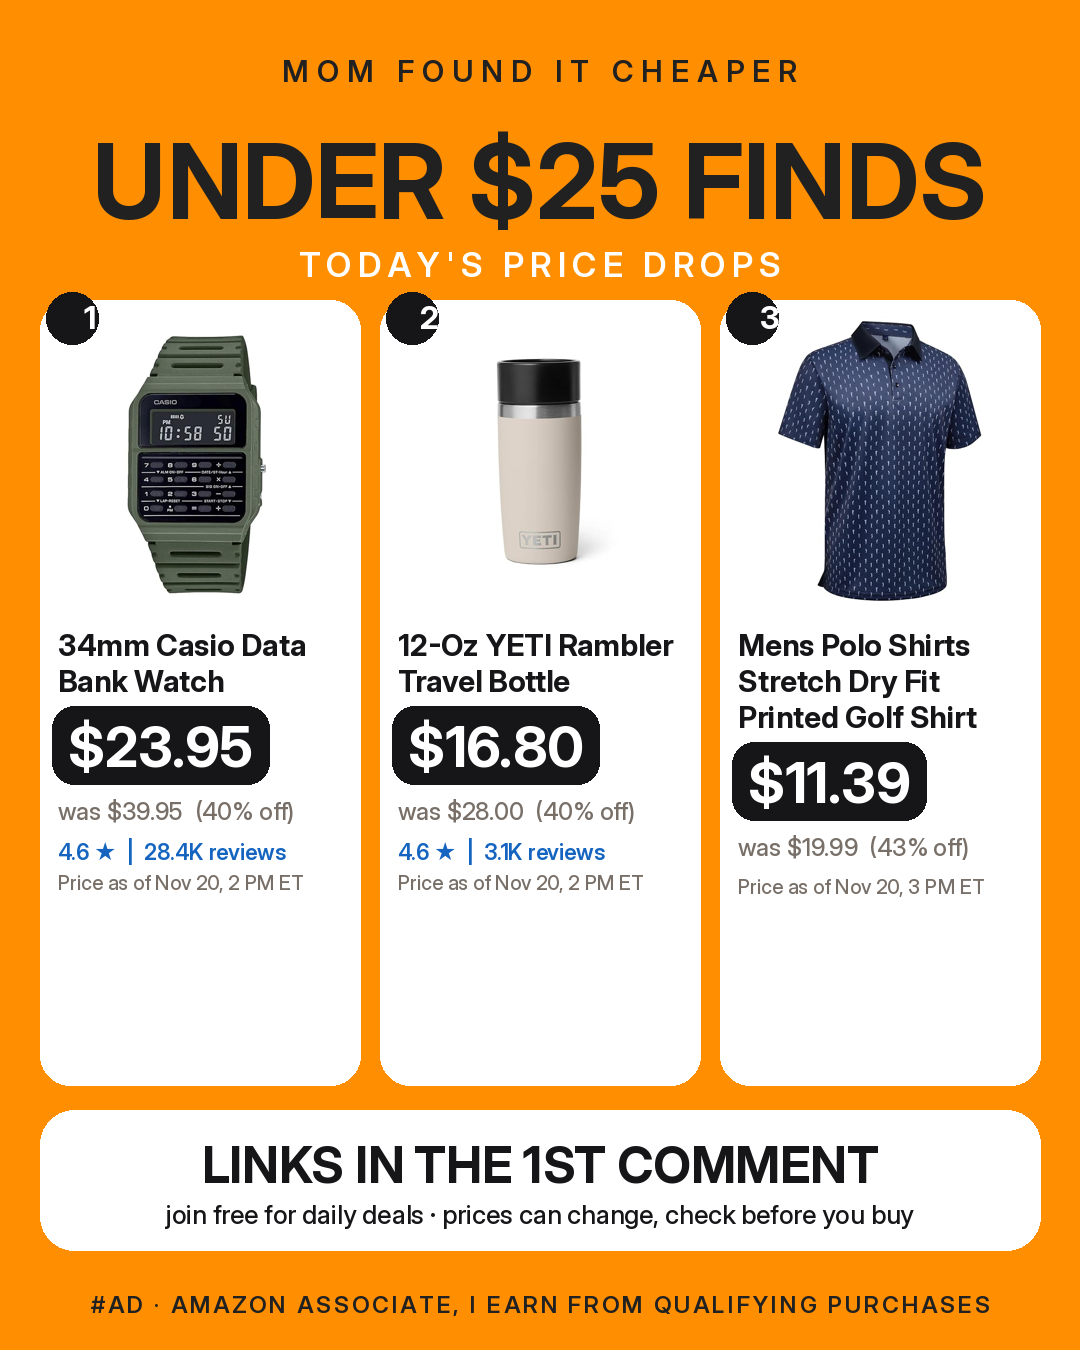 MOM FOUND IT CHEAPER
UNDER $25 FINDS
TODAY'S PRICE DROPS
1
CASIO
PM
SU
10:58 50
34mm Casio Data
Bank Watch
$23.95
was $39.95 (40% off)
4.6 ★ | 28.4K reviews
Price as of Nov 20, 2 PM ET
2
YETI
12-Oz YETI Rambler
Travel Bottle
$16.80
was $28.00 (40% off)
4.6 ★ | 3.1K reviews
Price as of Nov 20, 2 PM ET
3
Mens Polo Shirts
Stretch Dry Fit
Printed Golf Shirt
$11.39
was $19.99 (43% off)
Price as of Nov 20, 3 PM ET
LINKS IN THE 1ST COMMENT
join free for daily deals · prices can change, check before you buy
#AD · AMAZON ASSOCIATE, I EARN FROM QUALIFYING PURCHASES